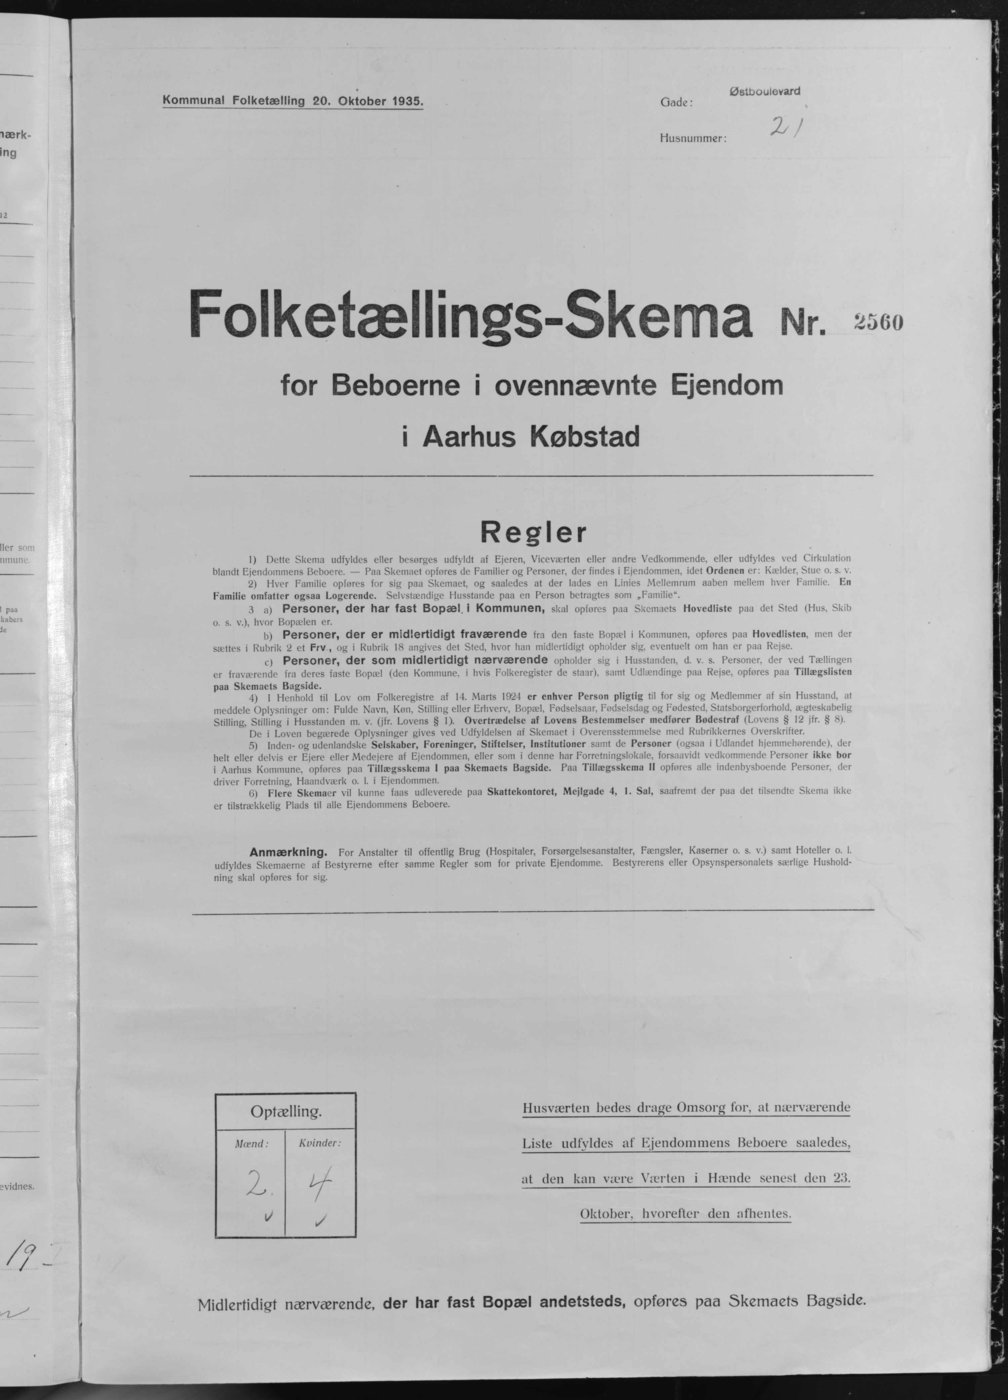 Kommunal Folketælling 20. Oktober 1935.
Gade: Østboulevard
Husnummer: 21
Folketællings-Skema Nr. 2560
for Beboerne i ovennævnte Ejendom
i Aarhus Købstad
Regler
1) Dette Skema udfyldes eller besørges udfyldt af Ejeren, Viceværten eller andre Vedkommende, eller udfyldes ved Cirkulation
blandt Ejendommens Beboere. — Paa Skemaet opføres de Familier og Personer, der findes i Ejendommen, idet Ordenen er: Kælder, Stue o. s. v.
2) Hver Familie opføres for sig paa Skemaet, og saaledes at der lades en Linies Mellemrum aaben mellem hver Familie. En
Familie omfatter ogsaa Logerende. Selvstændige Husstande paa en Person betragtes som „Familie“.
3 a) Personer, der har fast Bopæl i Kommunen, skal opføres paa Skemaets Hovedliste paa det Sted (Hus, Skib
o. s. v.), hvor Bopælen er.
b) Personer, der er midlertidigt fraværende fra den faste Bopæl i Kommunen, opføres paa Hovedlisten, men der
sættes i Rubrik 2 et Frv., og i Rubrik 18 angives det Sted, hvor han midlertidigt opholder sig, eventuelt om han er paa Rejse.
c) Personer, der som midlertidigt nærværende opholder sig i Husstanden, d. v. s. Personer, der ved Tællingen
er fraværende fra deres faste Bopæl (den Kommune, i hvis Folkeregister de staar), samt Udlændinge paa Rejse, opføres paa Tillægslisten
paa Skemaets Bagside.
4) I Henhold til Lov om Folkeregistre af 14. Marts 1924 er enhver Person pligtig til for sig og Medlemmer af sin Husstand, at
meddele Oplysninger om: Fulde Navn, Køn, Stilling eller Erhverv, Bopæl, Fødselsaar, Fødselsdag og Fødested, Statsborgerforhold, ægteskabelig
Stilling, Stilling i Husstanden m. v. (jfr. Lovens § 1). Overtrædelse af Lovens Bestemmelser medfører Bødestraf (Lovens § 12 jfr. § 8).
De i Loven begærede Oplysninger gives ved Udfyldelsen af Skemaet i Overensstemmelse med Rubrikkernes Overskrifter.
5) Inden- og udenlandske Selskaber, Foreninger, Stiftelser, Institutioner samt de Personer (ogsaa i Udlandet hjemmehørende), der
helt eller delvis er Ejere eller Medejere af Ejendommen, eller som i denne har Forretningslokale, forsaavidt vedkommende Personer ikke bor
i Aarhus Kommune, opføres paa Tillægsskema I paa Skemaets Bagside. Paa Tillægsskema II opføres alle indenbysboende Personer, der
driver Forretning, Haandværk o. l. i Ejendommen.
6) Flere Skemaer vil kunne faas udleverede paa Skattekontoret, Mejlgade 4, 1. Sal, saafremt der paa det tilsendte Skema ikke
er tilstrækkelig Plads til alle Ejendommens Beboere.
Anmærkning. For Anstalter til offentlig Brug (Hospitaler, Forsørgelsesanstalter, Fængsler, Kaserner o. s. v.) samt Hoteller o. l.
udfyldes Skemaerne af Bestyrerne efter samme Regler som for private Ejendomme. Bestyrerens eller Opsynspersonalets særlige Hushold-
ning skal opføres for sig.
Optælling.
Mænd: Kvinder:
2. 4
Husværten bedes drage Omsorg for, at nærværende
Liste udfyldes af Ejendommens Beboere saaledes,
at den kan være Værten i Hænde senest den 23.
Oktober, hvorefter den afhentes.
Midlertidigt nærværende, der har fast Bopæl andetsteds, opføres paa Skemaets Bagside.
ærk-
ing
12
ller som
mmune.
l paa
kabers
de
evidnes.
19